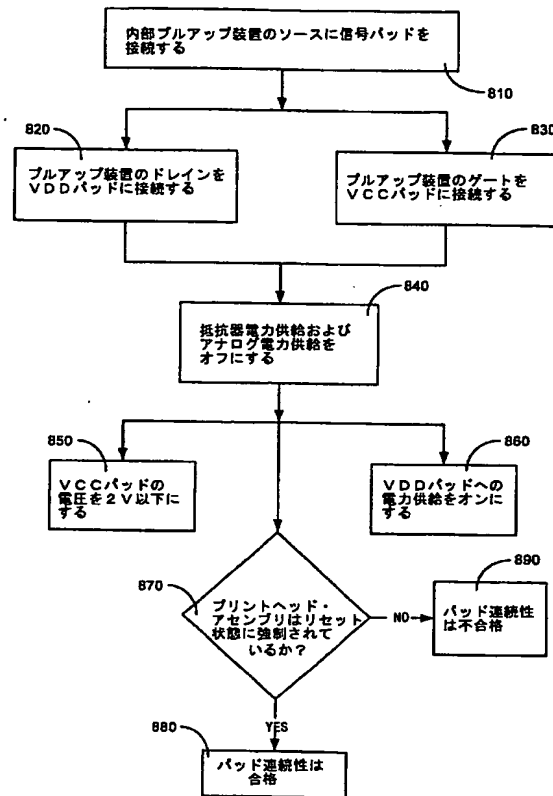 内部プルアップ装置のソースに信号パッドを
接続する
810
820
プルアップ装置のドレインを
VDDパッドに接続する
830
プルアップ装置のゲートを
VCCパッドに接続する
840
抵抗器電力供給および
アナログ電力供給を
オフにする
850
VCCパッドの
電圧を2V以下に
する
860
VDDパッドへの
電力供給をオンに
する
870
プリントヘッド・
アセンブリはリセット
状態に強制されて
いるか?
NO
890
パッド連続性
は不合格
YES
880
パッド連続性は
合格